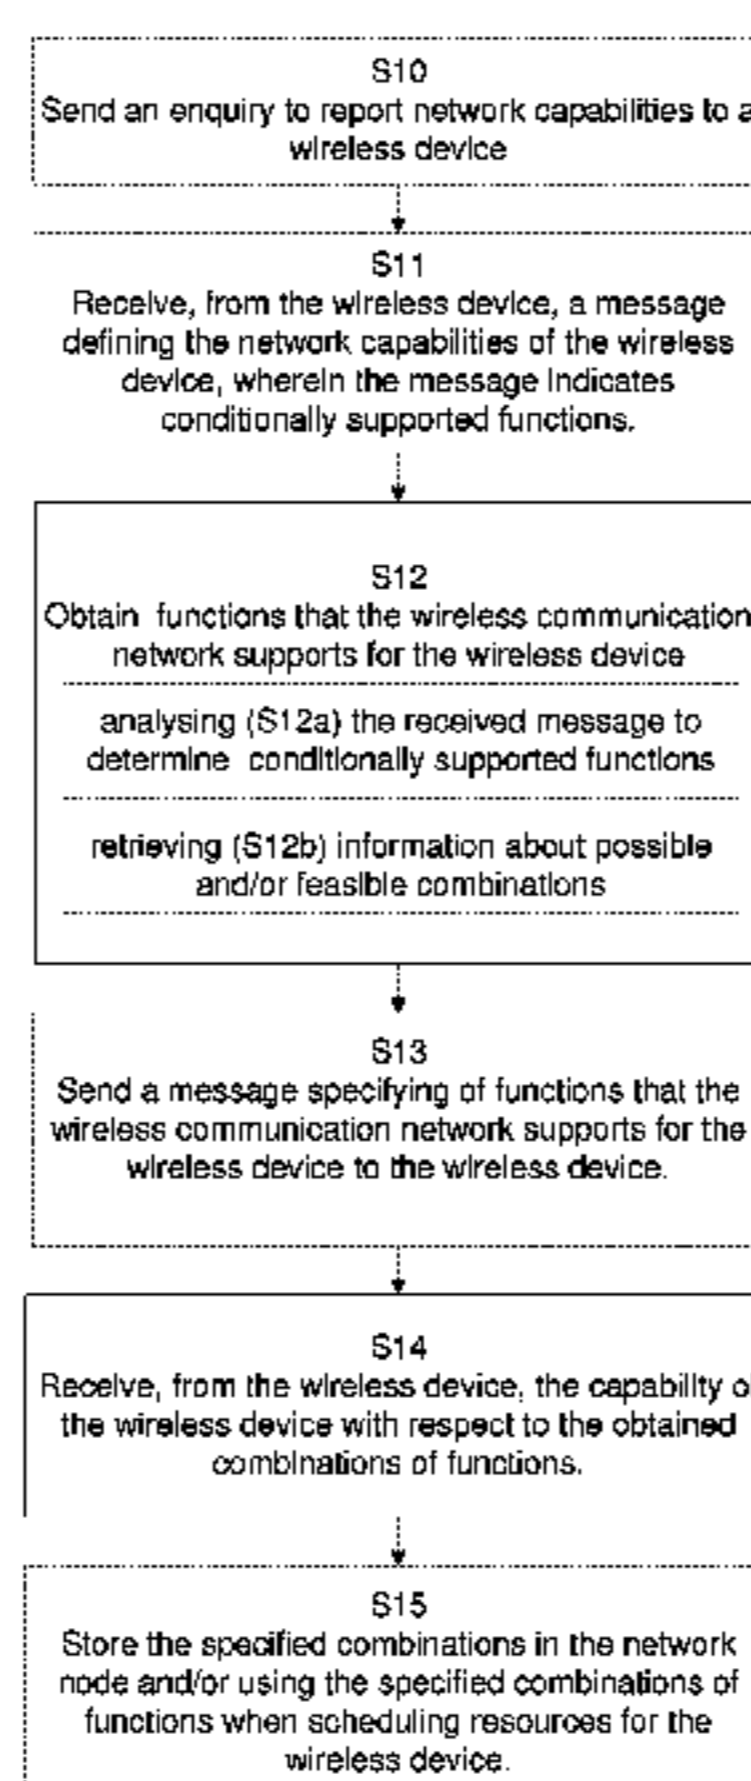 S10
Send an enquiry to report network capabilities to a
wireless device
S11
Receive, from the wireless device, a message
defining the network capabilities of the wireless
device, wherein the message indicates
conditionally supported functions.
S12
Obtain functions that the wireless communication
network supports for the wireless device
analysing (S12a) the received message to
determine conditionally supported functions
retrieving (S12b) information about possible
and/or feasible combinations
S13
Send a message specifying of functions that the
wireless communication network supports for the
wireless device to the wireless device.
S14
Receive, from the wireless device, the capability of
the wireless device with respect to the obtained
combinations of functions.
S15
Store the specified combinations in the network
node and/or using the specified combinations of
functions when scheduling resources for the
wireless device.